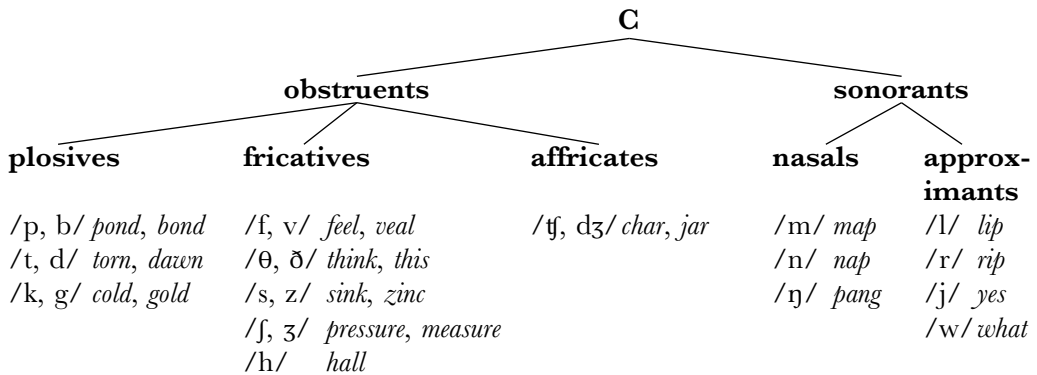 C
obstruents sonorants
plosives fricatives affricates nasals approx-
imants
/p, b/ pond, bond /f, v/ feel, veal /ʧ, dʒ/ char, jar /m/ map /l/ lip
/t, d/ torn, dawn /θ, ð/ think, this /n/ nap /r/ rip
/k, g/ cold, gold /s, z/ sink, zinc /ŋ/ pang /j/ yes
/ʃ, ʒ/ pressure, measure /w/ what
/h/ hall